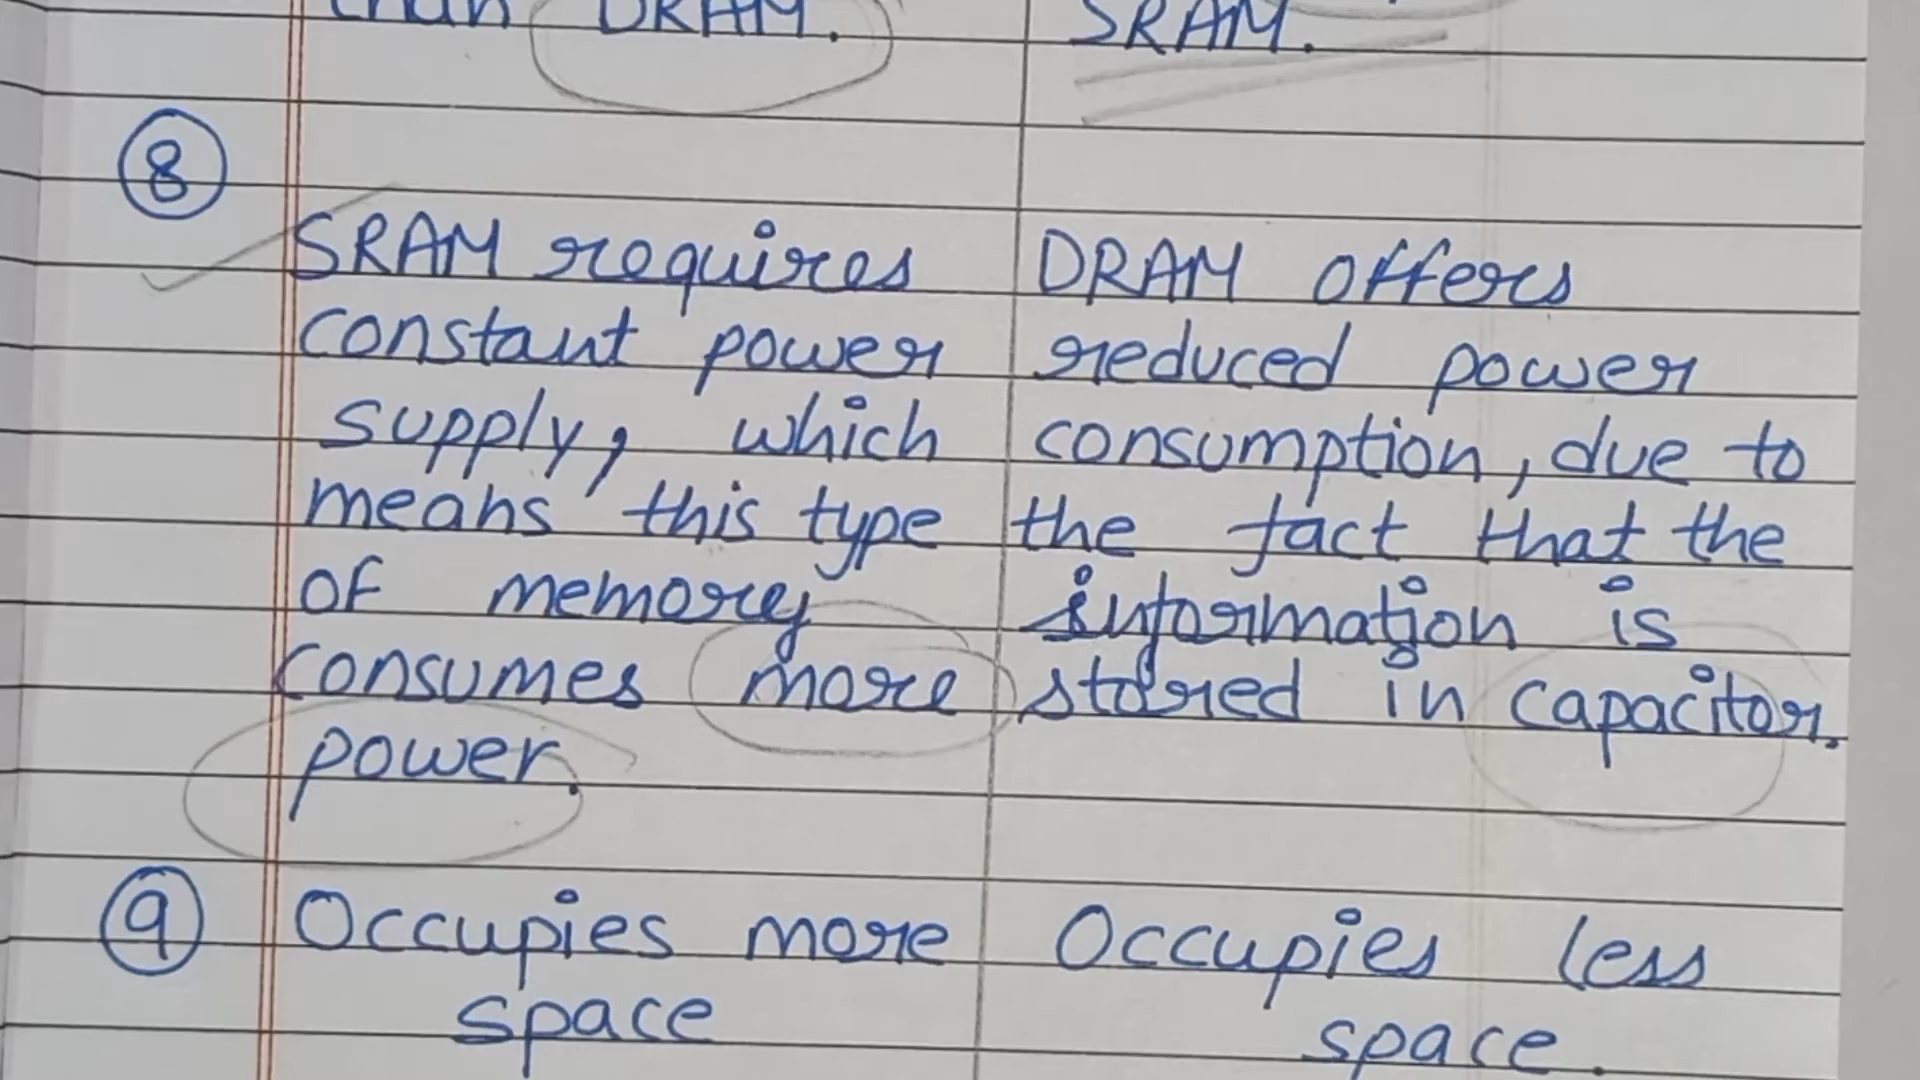 than DRAM.
SRAM.
8
SRAM requires
constant power
supply, which
means this type
of memory
consumes more
power.
DRAM offers
reduced power
consumption, due to
the fact that the
information is
stored in capacitor.
9
Occupies more
space
Occupies less
space.